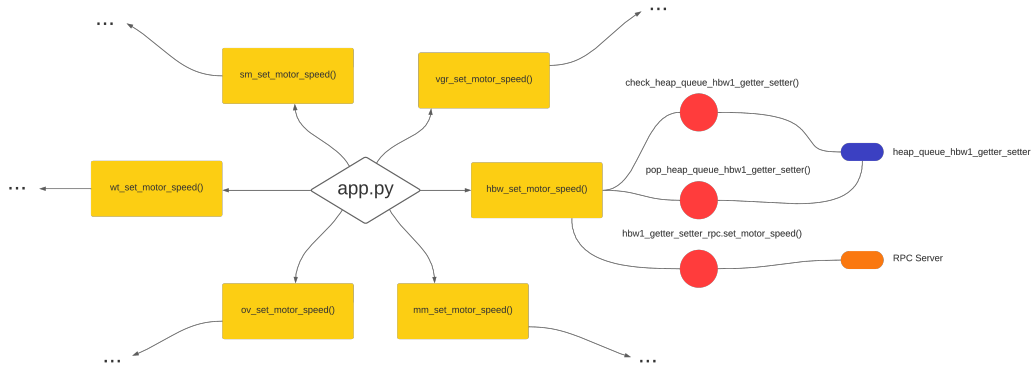 ...
...
sm_set_motor_speed()
vgr_set_motor_speed()
check_heap_queue_hbw1_getter_setter()
heap_queue_hbw1_getter_setter
pop_heap_queue_hbw1_getter_setter()
...
wt_set_motor_speed()
app.py
hbw_set_motor_speed()
hbw1_getter_setter_rpc.set_motor_speed()
RPC Server
ov_set_motor_speed()
mm_set_motor_speed()
...
...